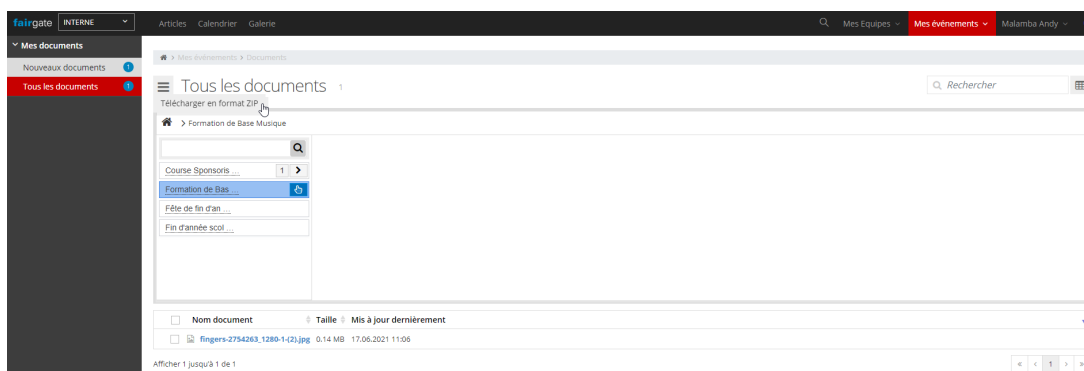 fairgate INTERNE Articles Calendrier Galerie Mes Equipes Mes événements Malamba Andy
Mes documents
Nouveaux documents 1
Tous les documents 1
> Mes événements > Documents
Tous les documents 1
Rechercher
Télécharger en format ZIP
> Formation de Base Musique
Course Sponsoris ... 1
Formation de Bas ...
Fête de fin d'an ...
Fin d'année scol ...
Nom document Taille Mis à jour dernièrement
fingers-2754263_1280-1-(2).jpg 0.14 MB 17.06.2021 11:06
Afficher 1 jusqu'à 1 de 1
« < 1 > »